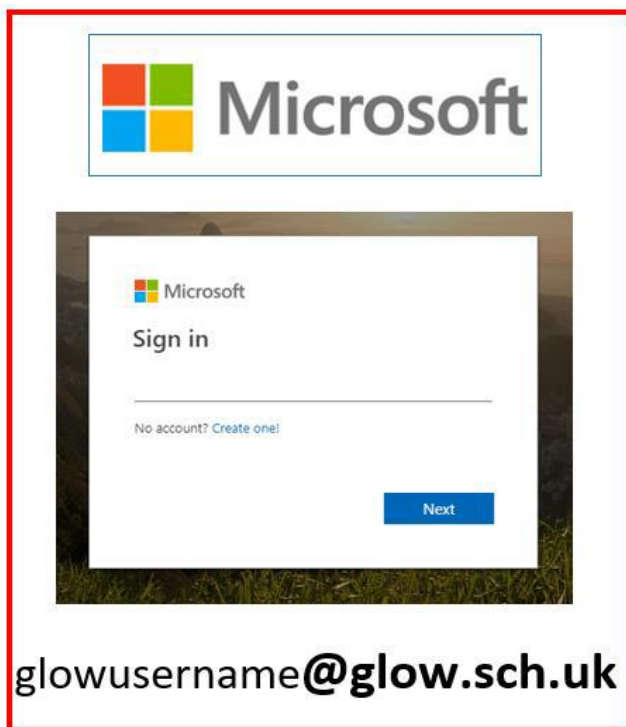 Microsoft
Microsoft
Sign in
No account? Create one!
Next
glowusername@glow.sch.uk